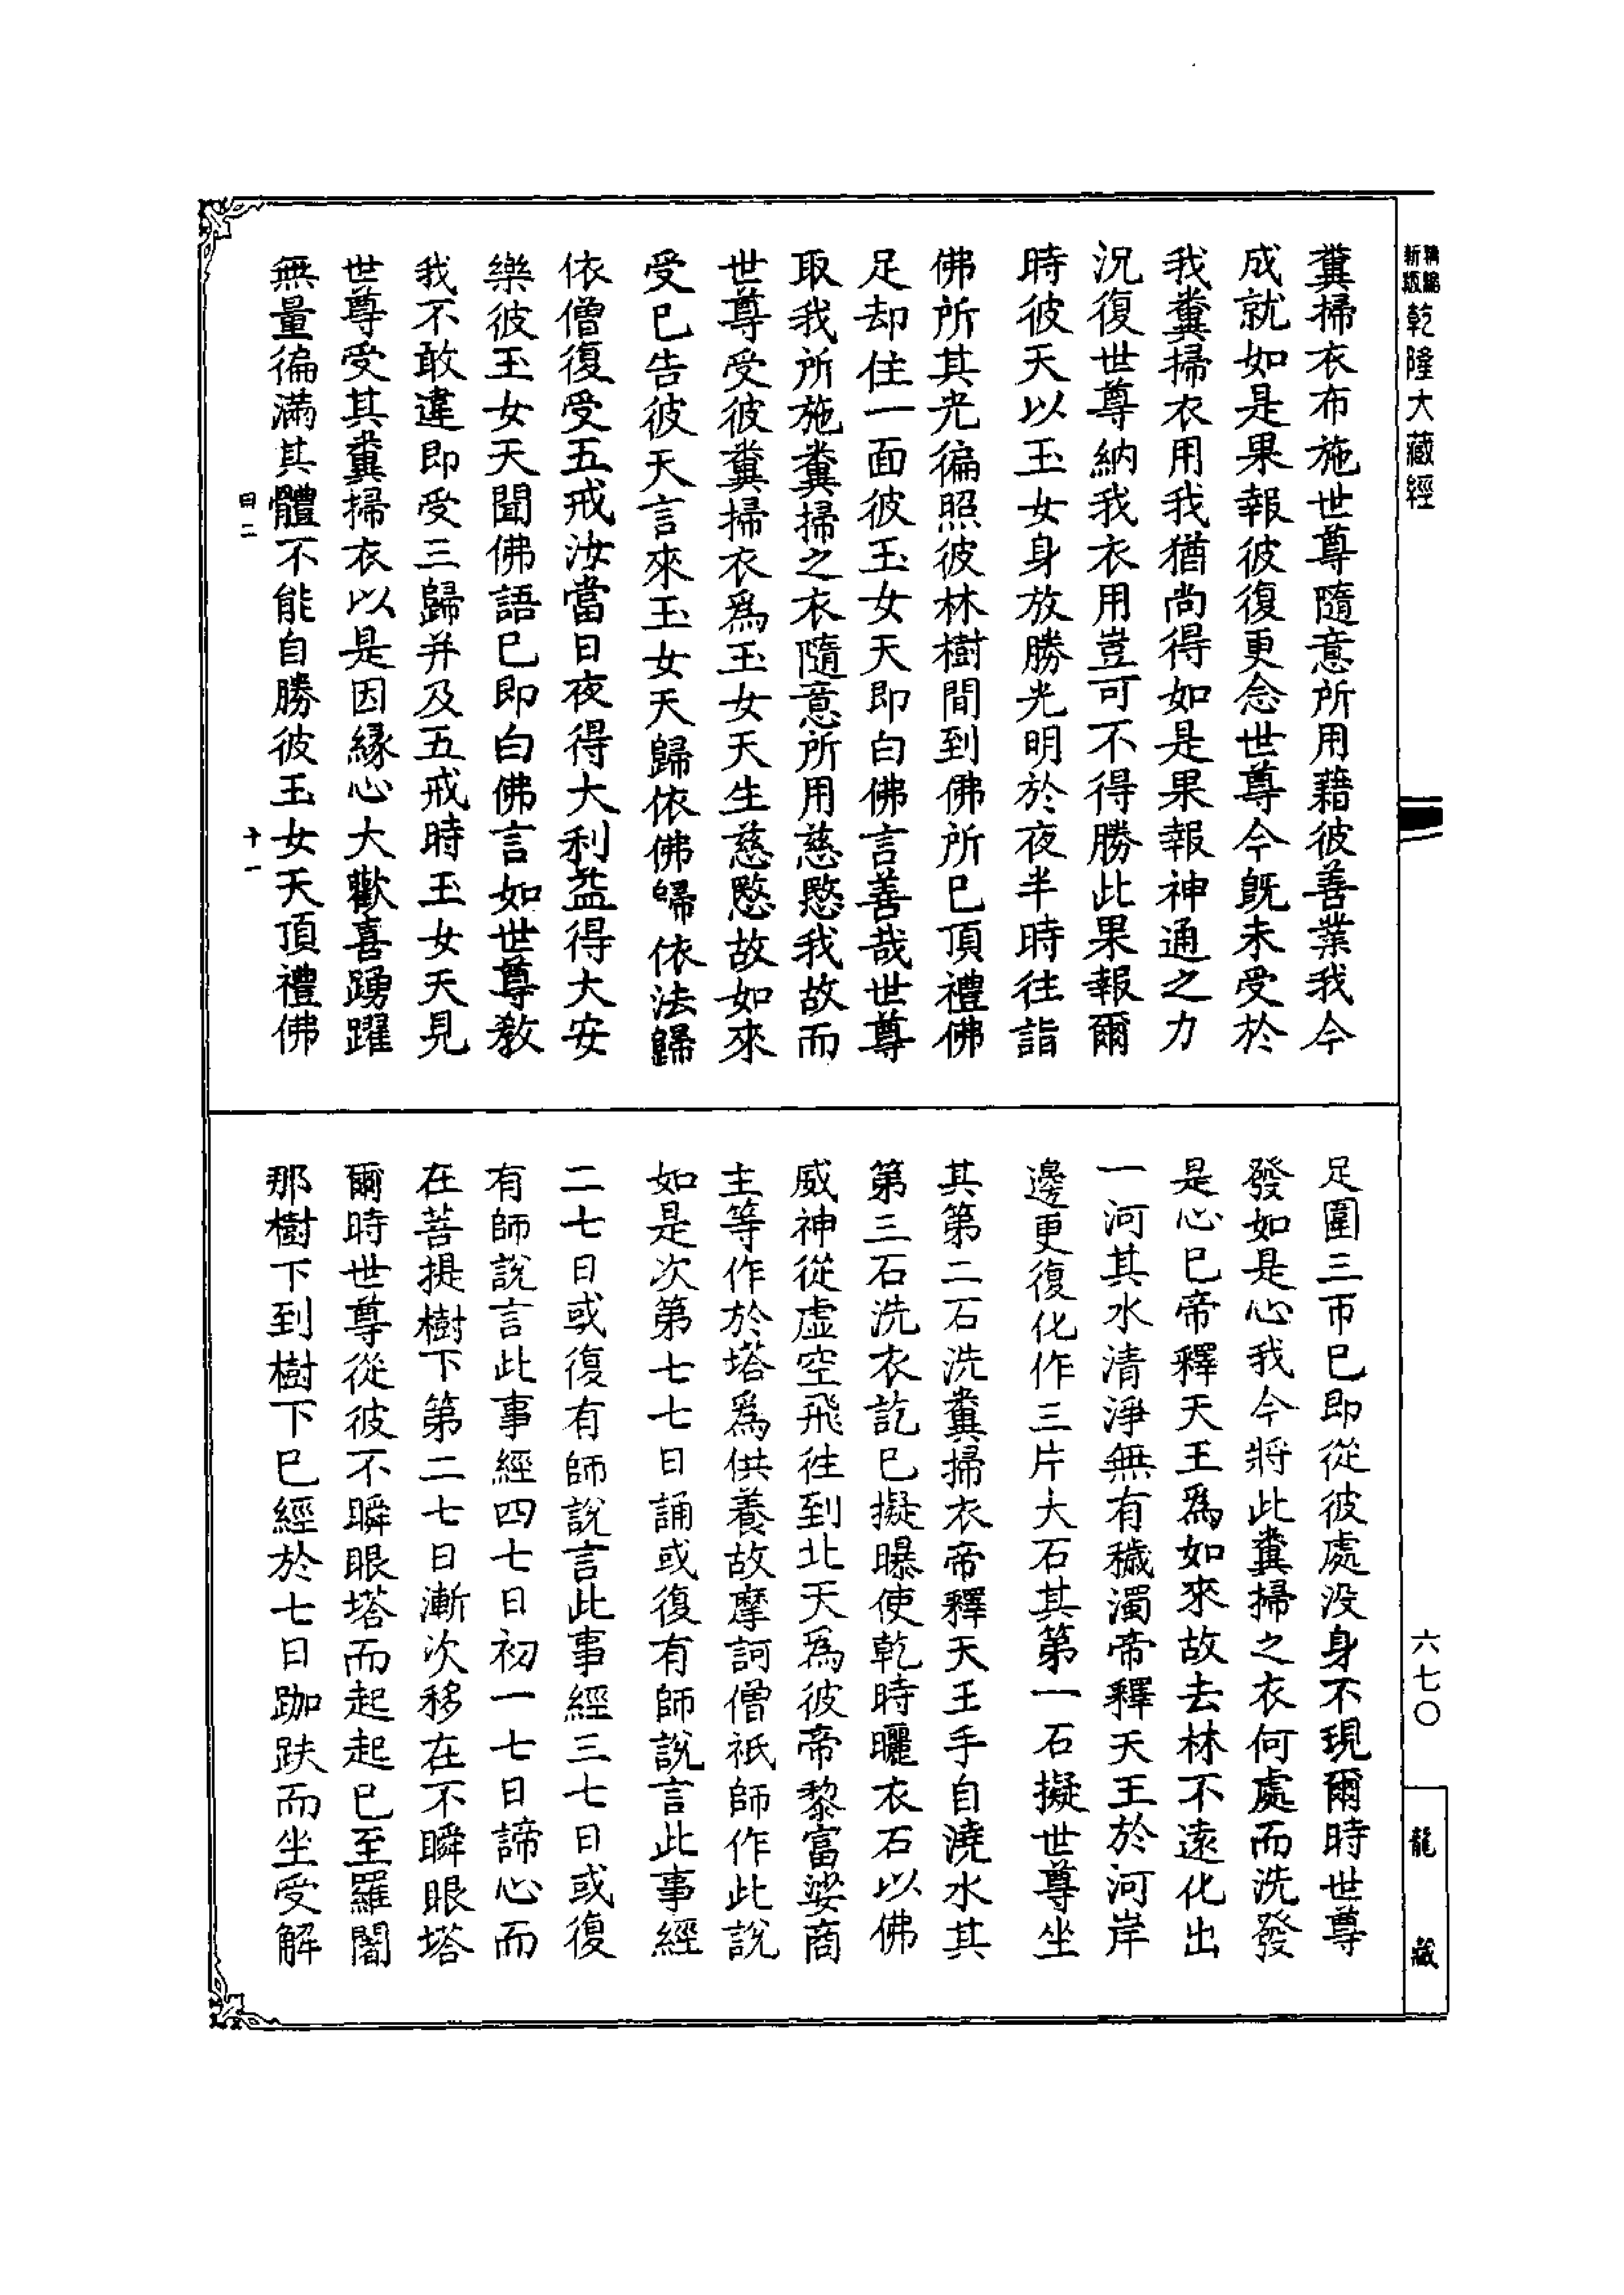 精編
新版
乾隆大藏經
糞掃衣布施世尊隨意所用藉彼善業我今
成就如是果報彼復更念世尊今旣未受於
我糞掃衣用我猶尚得如是果報神通之力
況復世尊納我衣用豈可不得勝此果報爾
時彼天以玉女身放勝光明於夜半時往詣
佛所其光徧照彼林樹間到佛所已頂禮佛
足却住一面彼玉女天即白佛言善哉世尊
取我所施糞掃之衣隨意所用慈愍我故而
世尊受彼糞掃衣爲玉女天生慈愍故如來
受已告彼天言來玉女天歸依佛歸依法歸
依僧復受五戒汝當日夜得大利益得大安
樂彼玉女天聞佛語已即白佛言如世尊敎
我不敢違即受三歸并及五戒時玉女天見
世尊受其糞掃衣以是因緣心大歡喜踴躍
無量徧滿其體不能自勝彼玉女天頂禮佛
曰二
十一
足圍三帀已即從彼處没身不現爾時世尊
發如是心我今將此糞掃之衣何處而洗發
是心已帝釋天王爲如來故去林不遠化出
一河其水清淨無有穢濁帝釋天王於河岸
邊更復化作三片大石其第一石擬世尊坐
其第二石洗糞掃衣帝釋天王手自澆水其
第三石洗衣訖已擬曝使乾時曬衣石以佛
威神從虛空飛往到北天爲彼帝黎富娑商
主等作於塔爲供養故摩訶僧祇師作此說
如是次第七七日誦或復有師說言此事經
二七日或復有師說言此事經三七日或復
有師說言此事經四七日初一七日諦心而
在菩提樹下第二七日漸次移在不瞬眼塔
爾時世尊從彼不瞬眼塔而起起已至羅闍
那樹下到樹下已經於七日跏趺而坐受解
六七〇
龍藏